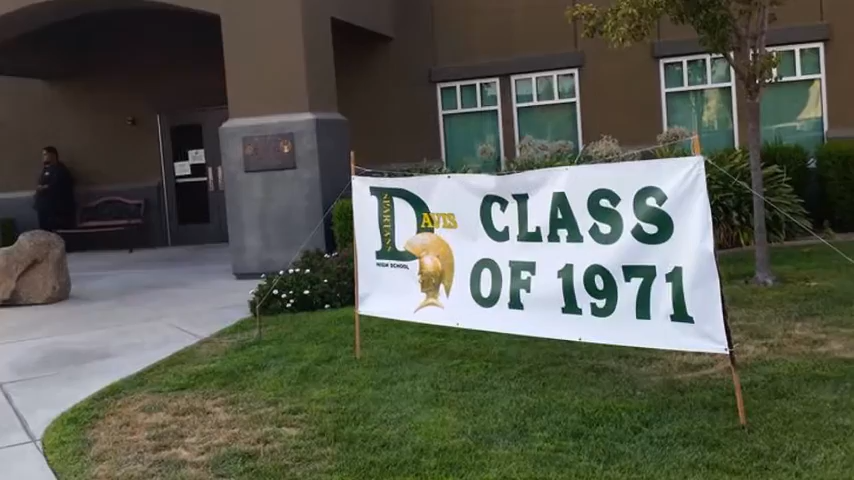 DAVIS
SPARTANS
HIGH SCHOOL
CLASS
OF 1971